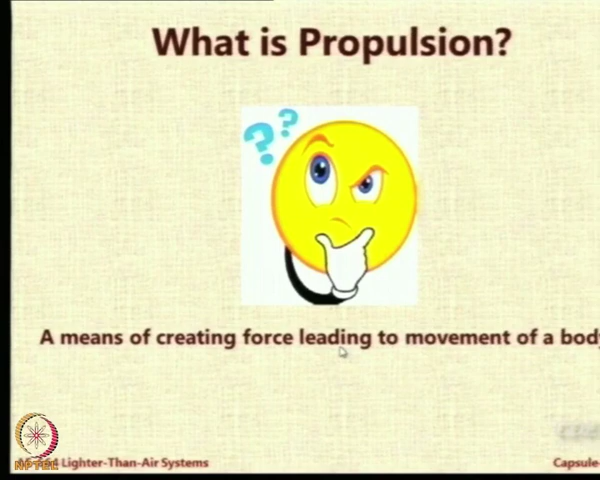 What is Propulsion?
? ?
A means of creating force leading to movement of a body
NPTEL
Lighter-Than-Air Systems
Capsule-